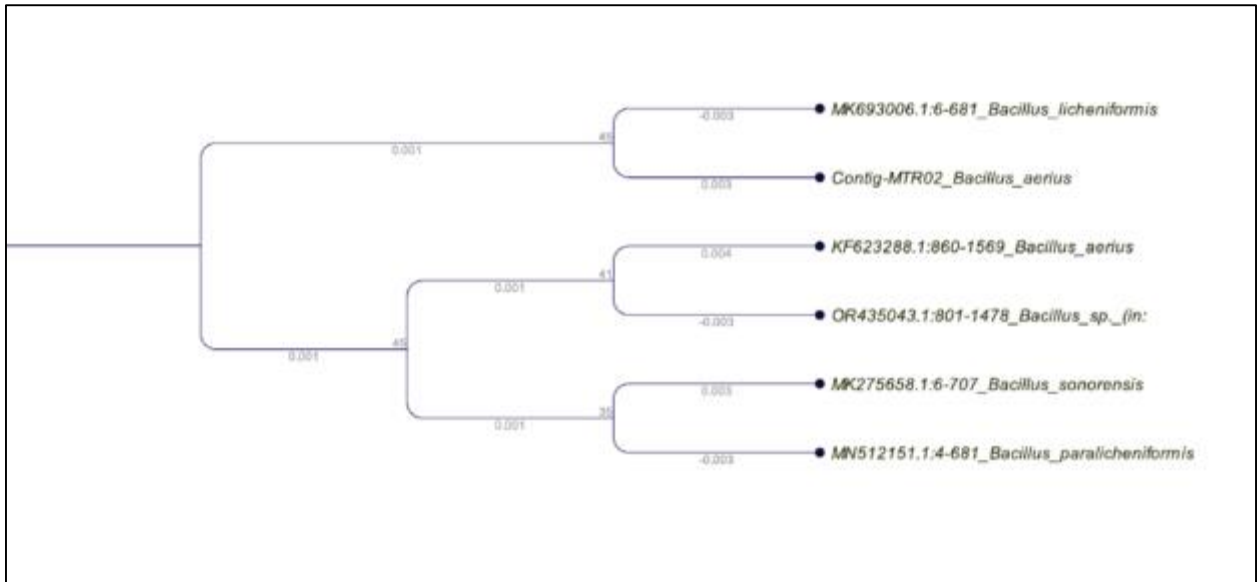 MK693006.1:6-681_Bacillus_licheniformis
-0.003
45
0.001
Contig-MTR02_Bacillus_aerius
0.003
KF623288.1:860-1569_Bacillus_aerius
0.004
41
0.001
OR435043.1:801-1478_Bacillus_sp._(in:
-0.003
45
0.001
MK275658.1:6-707_Bacillus_sonorensis
0.003
35
0.001
MN512151.1:4-681_Bacillus_paralicheniformis
-0.003